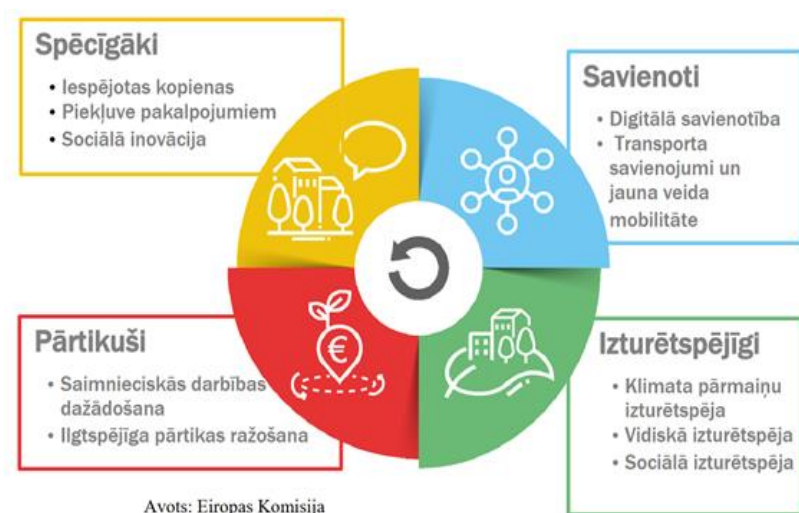 Spēcīgāki
• Iespējotas kopienas
• Piekļuve pakalpojumiem
• Sociālā inovācija
Savienoti
• Digitālā savienotība
• Transporta
savienojumi un
jauna veida
mobilitāte
Pārtikuši
• Saimnieciskās darbības
dažādošana
• Ilgtspējīga pārtikas ražošana
€
Izturētspējīgi
• Klimata pārmaiņu
izturētspēja
• Vidiskā izturētspēja
• Sociālā izturētspēja
Avots: Eiropas Komisija